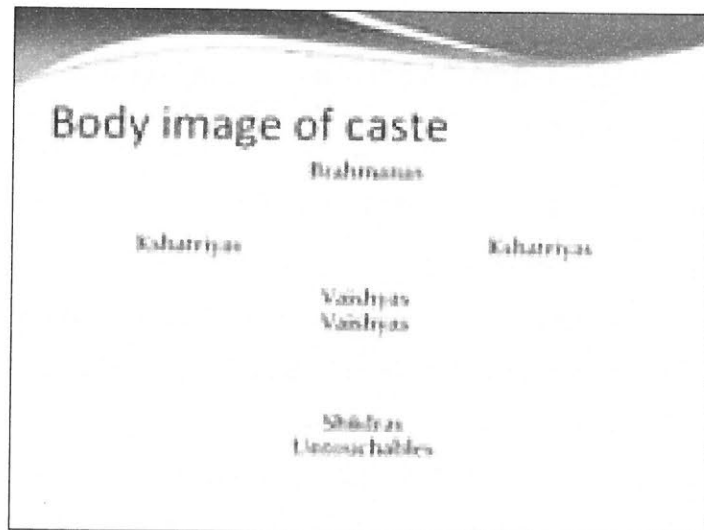 Body image of caste
Brahmanas
Kshatriyas Kshatriyas
Vaishyas
Vaishyas
Shudras
Untouchables